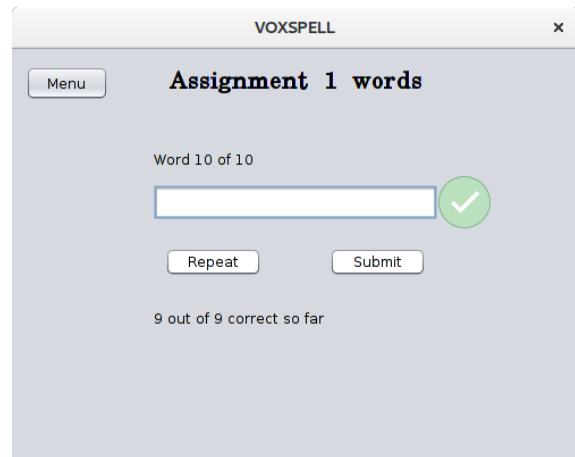 VOXSPELL
Menu
Assignment 1 words
Word 10 of 10
Repeat
Submit
9 out of 9 correct so far